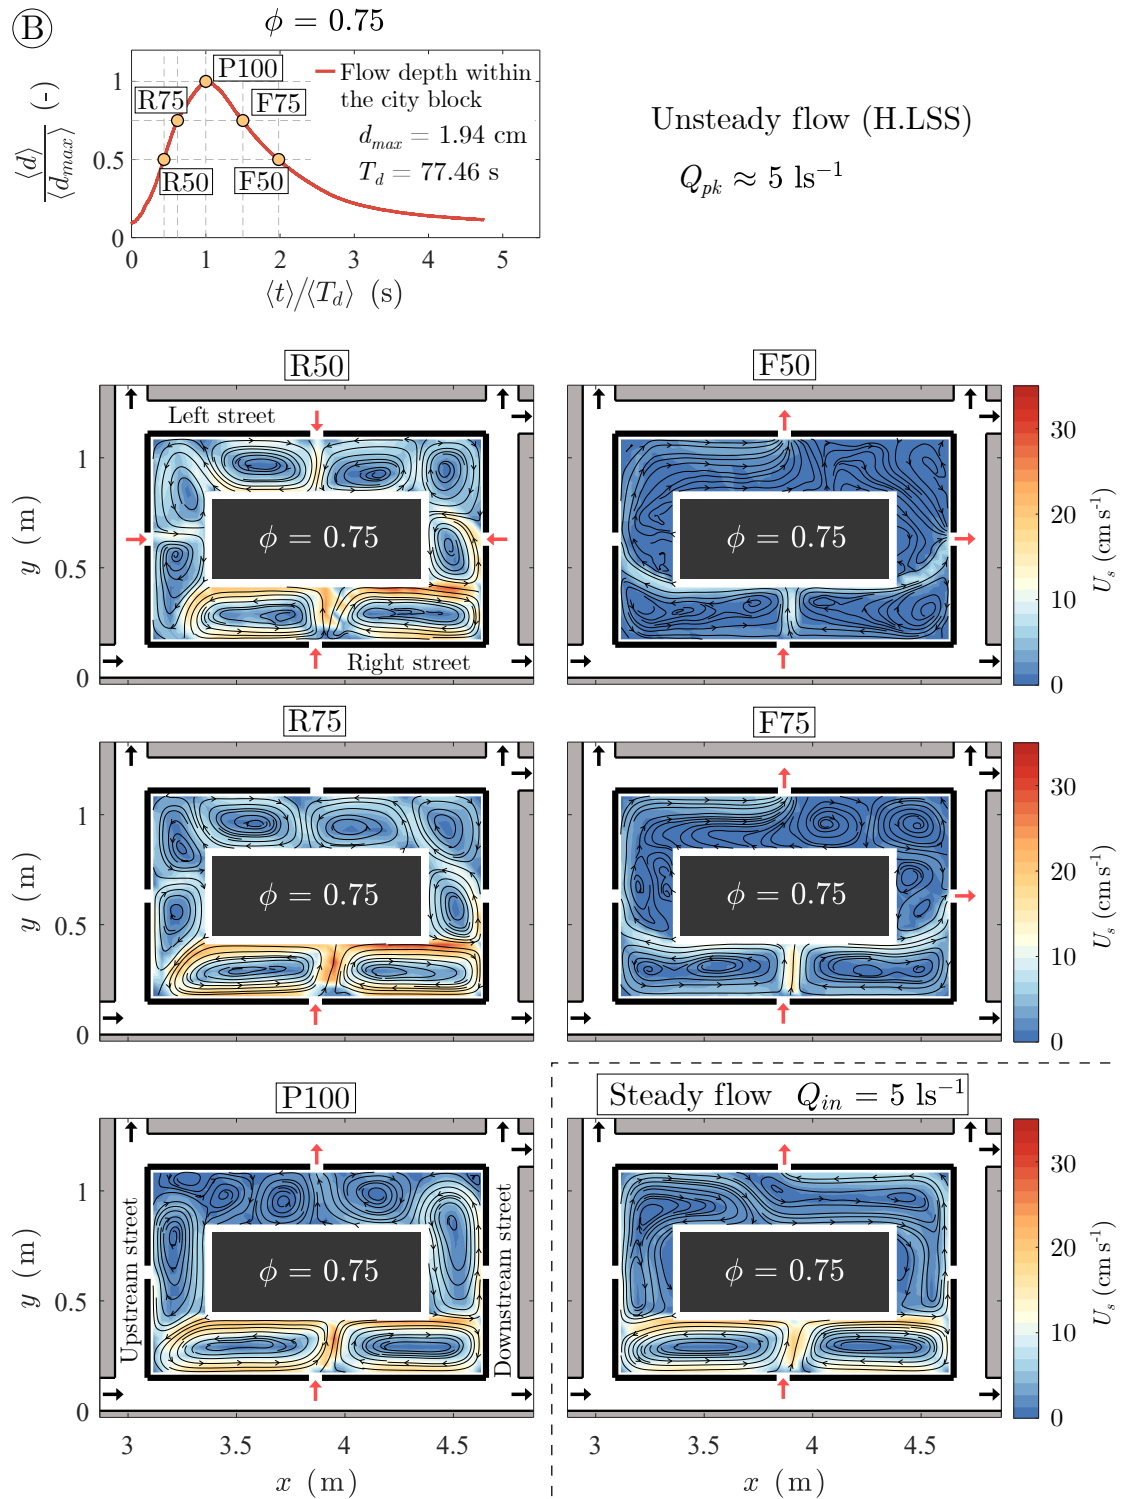 B
ϕ = 0.75
⟨d⟩/⟨d_max⟩ (-)
1
0.5
0
P100
R75
F75
R50
F50
Flow depth within
the city block
d_max = 1.94 cm
T_d = 77.46 s
0 1 2 3 4 5
⟨t⟩/⟨T_d⟩ (s)
Unsteady flow (H.LSS)
Q_pk ≈ 5 ls⁻¹
R50
Left street
ϕ = 0.75
Right street
y (m)
1
0.5
0
F50
ϕ = 0.75
30
20
10
0
U_s (cm s⁻¹)
R75
ϕ = 0.75
y (m)
1
0.5
0
F75
ϕ = 0.75
30
20
10
0
U_s (cm s⁻¹)
P100
Upstream street
ϕ = 0.75
Downstream street
y (m)
1
0.5
0
3 3.5 4 4.5
x (m)
Steady flow Q_in = 5 ls⁻¹
ϕ = 0.75
3 3.5 4 4.5
x (m)
30
20
10
0
U_s (cm s⁻¹)